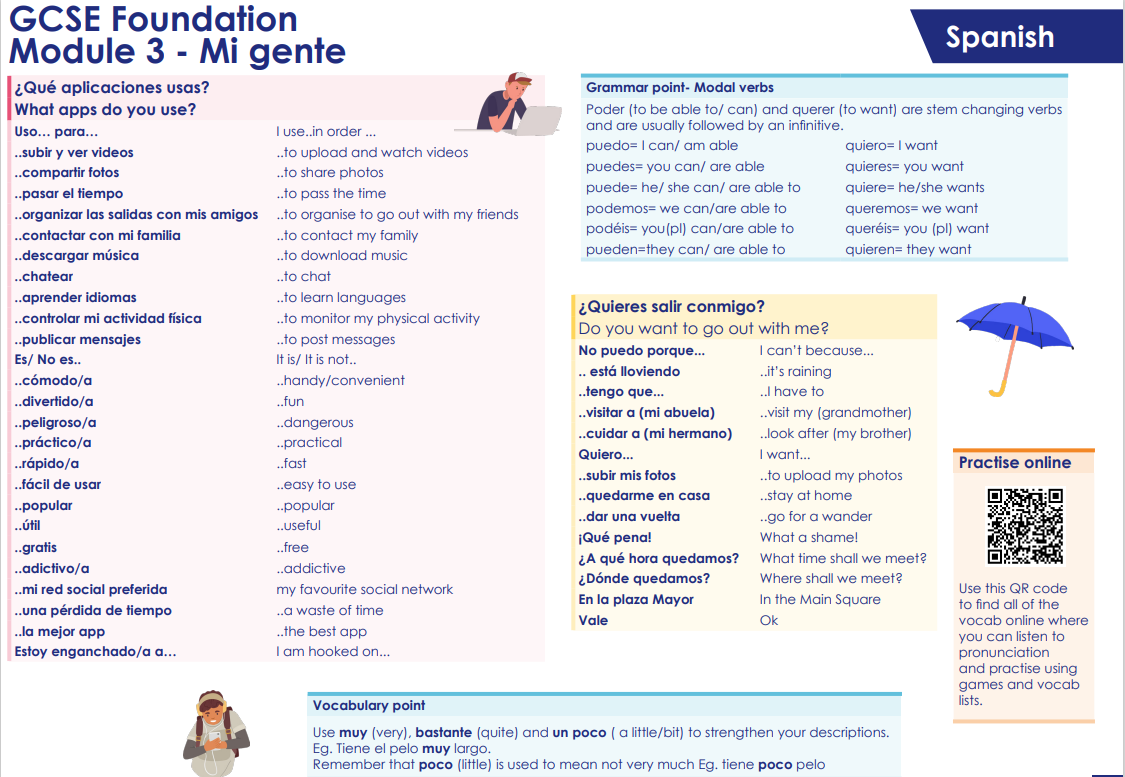 GCSE Foundation
Module 3 - Mi gente
Spanish
¿Qué aplicaciones usas?
What apps do you use?
Uso... para... I use..in order ...
..subir y ver videos ..to upload and watch videos
..compartir fotos ..to share photos
..pasar el tiempo ..to pass the time
..organizar las salidas con mis amigos ..to organise to go out with my friends
..contactar con mi familia ..to contact my family
..descargar música ..to download music
..chatear ..to chat
..aprender idiomas ..to learn languages
..controlar mi actividad física ..to monitor my physical activity
..publicar mensajes ..to post messages
Es/ No es.. It is/ It is not..
..cómodo/a ..handy/convenient
..divertido/a ..fun
..peligroso/a ..dangerous
..práctico/a ..practical
..rápido/a ..fast
..fácil de usar ..easy to use
..popular ..popular
..útil ..useful
..gratis ..free
..adictivo/a ..addictive
..mi red social preferida my favourite social network
..una pérdida de tiempo ..a waste of time
..la mejor app ..the best app
Estoy enganchado/a a... I am hooked on...
Grammar point- Modal verbs
Poder (to be able to/ can) and querer (to want) are stem changing verbs
and are usually followed by an infinitive.
puedo= I can/ am able quiero= I want
puedes= you can/ are able quieres= you want
puede= he/ she can/ are able to quiere= he/she wants
podemos= we can/are able to queremos= we want
podéis= you(pl) can/are able to queréis= you (pl) want
pueden=they can/ are able to quieren= they want
¿Quieres salir conmigo?
Do you want to go out with me?
No puedo porque... I can't because...
.. está lloviendo ..it's raining
..tengo que... ..I have to
..visitar a (mi abuela) ..visit my (grandmother)
..cuidar a (mi hermano) ..look after (my brother)
Quiero... I want...
..subir mis fotos ..to upload my photos
..quedarme en casa ..stay at home
..dar una vuelta ..go for a wander
¡Qué pena! What a shame!
¿A qué hora quedamos? What time shall we meet?
¿Dónde quedamos? Where shall we meet?
En la plaza Mayor In the Main Square
Vale Ok
Practise online
Use this QR code
to find all of the
vocab online where
you can listen to
pronunciation
and practise using
games and vocab
lists.
Vocabulary point
Use muy (very), bastante (quite) and un poco ( a little/bit) to strengthen your descriptions.
Eg. Tiene el pelo muy largo.
Remember that poco (little) is used to mean not very much Eg. tiene poco pelo